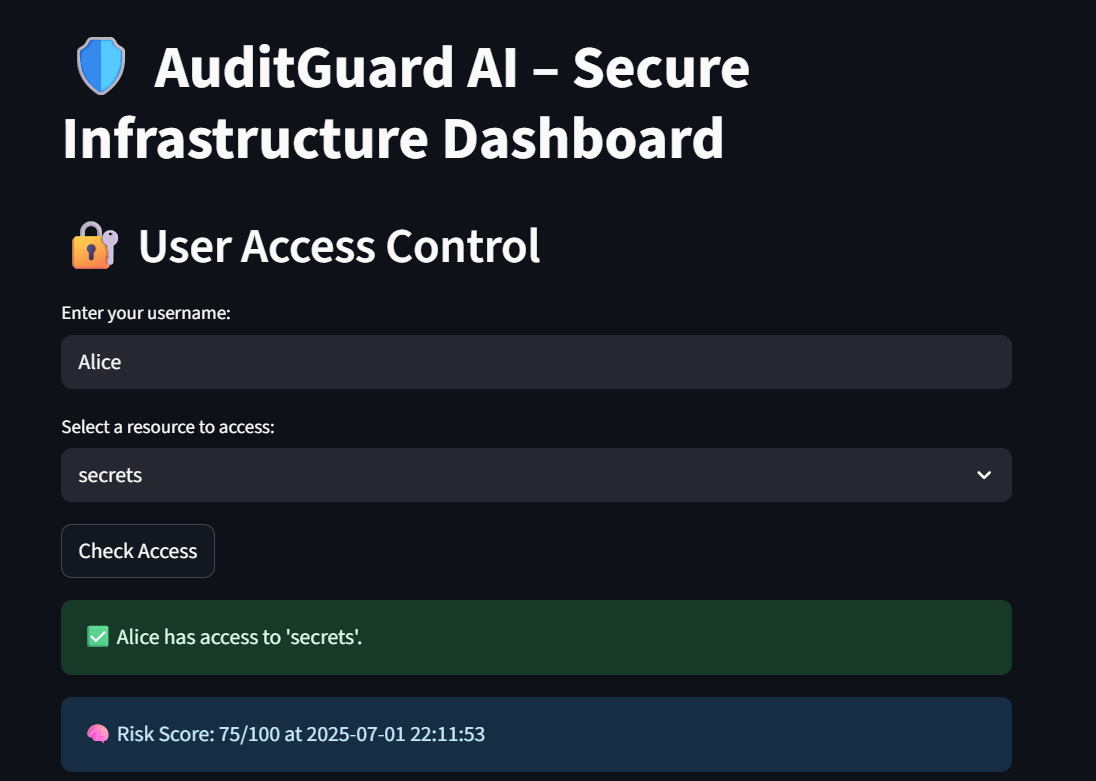 AuditGuard AI – Secure
Infrastructure Dashboard
User Access Control
Enter your username:
Alice
Select a resource to access:
secrets
Check Access
Alice has access to 'secrets'.
Risk Score: 75/100 at 2025-07-01 22:11:53